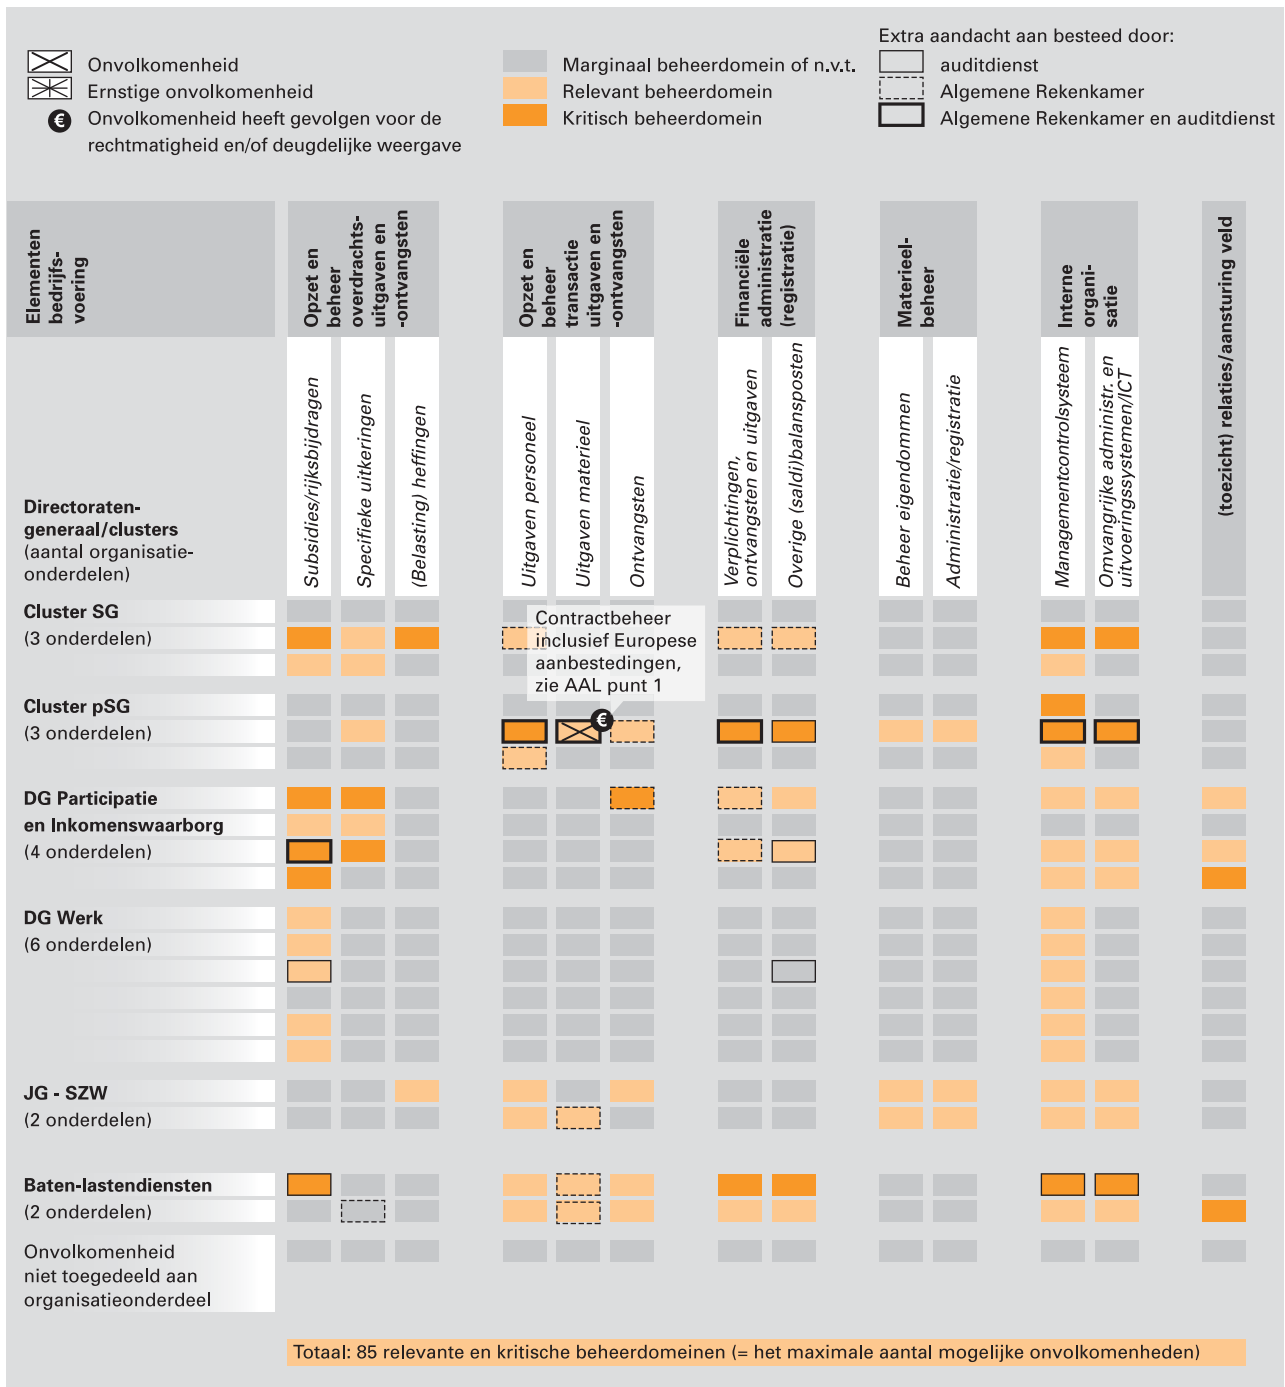 Onvolkomenheid
Ernstige onvolkomenheid
€ Onvolkomenheid heeft gevolgen voor de
rechtmatigheid en/of deugdelijke weergave
Marginaal beheerdomein of n.v.t.
Relevant beheerdomein
Kritisch beheerdomein
Extra aandacht aan besteed door:
auditdienst
Algemene Rekenkamer
Algemene Rekenkamer en auditdienst
Elementen
bedrijfs-
voering
Opzet en
beheer
overdrachts-
uitgaven en
-ontvangsten
Opzet en
beheer
transactie
uitgaven en
-ontvangsten
Financiële
administratie
(registratie)
Materieel-
beheer
Interne
organi-
satie
(toezicht) relaties/aansturing veld
Directoraten-
generaal/clusters
(aantal organisatie-
onderdelen)
Subsidies/rijksbijdragen
Specifieke uitkeringen
(Belasting) heffingen
Uitgaven personeel
Uitgaven materieel
Ontvangsten
Verplichtingen,
ontvangsten en uitgaven
Overige (saldi)balansposten
Beheer eigendommen
Administratie/registratie
Managementcontrolsysteem
Omvangrijke administr. en
uitvoeringssystemen/ICT
Cluster SG
(3 onderdelen)
Contractbeheer
inclusief Europese
aanbestedingen,
zie AAL punt 1
Cluster pSG
(3 onderdelen)
€
DG Participatie
en Inkomenswaarborg
(4 onderdelen)
DG Werk
(6 onderdelen)
JG - SZW
(2 onderdelen)
Baten-lastendiensten
(2 onderdelen)
Onvolkomenheid
niet toegedeeld aan
organisatieonderdeel
Totaal: 85 relevante en kritische beheerdomeinen (= het maximale aantal mogelijke onvolkomenheden)